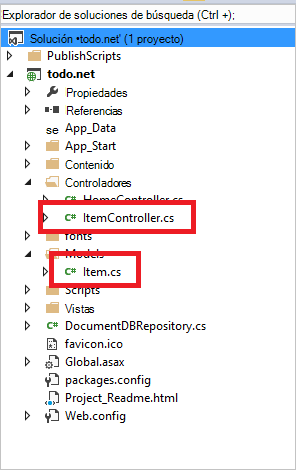 Explorador de soluciones de búsqueda (Ctrl +);
Solución •todo.net' (1 proyecto)
PublishScripts
todo.net
Propiedades
Referencias
se App_Data
App_Start
Contenido
Controladores
HomeController.cs
C# ItemController.cs
fonts
Models
C# Item.cs
Scripts
Vistas
C# DocumentDBRepository.cs
favicon.ico
Global.asax
packages.config
Project_Readme.html
Web.config